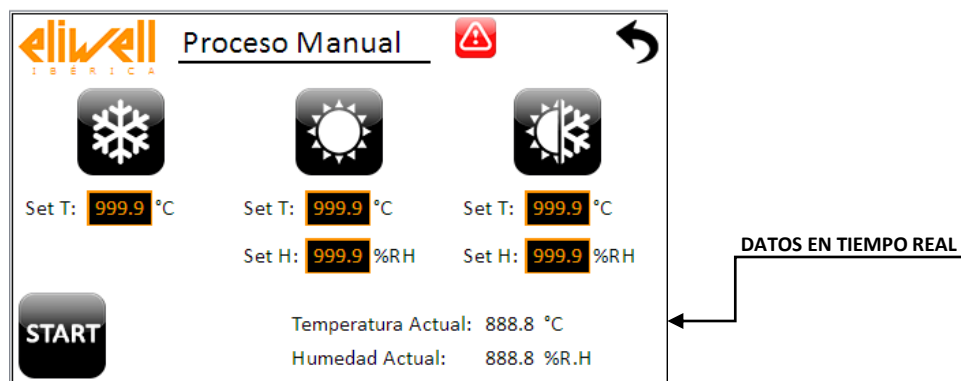 eliwell
IBÉRICA
Proceso Manual
Set T: 999.9 °C
Set T: 999.9 °C
Set T: 999.9 °C
Set H: 999.9 %RH
Set H: 999.9 %RH
DATOS EN TIEMPO REAL
START
Temperatura Actual: 888.8 °C
Humedad Actual: 888.8 %R.H